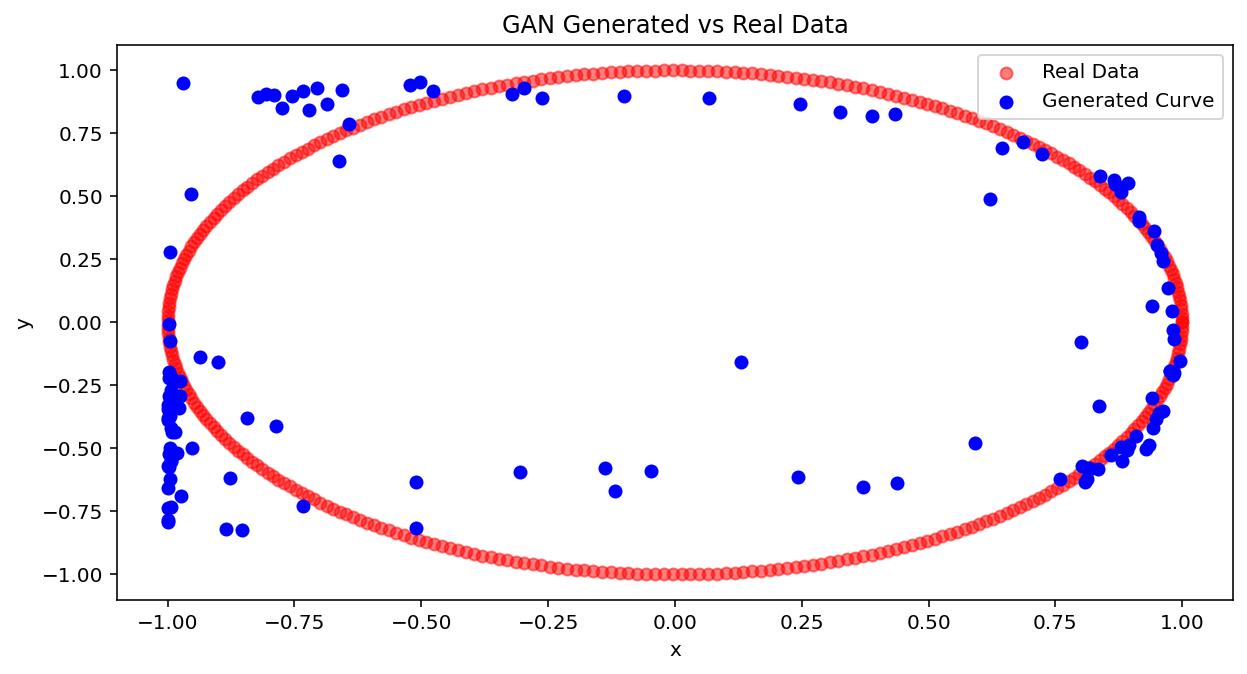 GAN Generated vs Real Data
Real Data
Generated Curve
1.00
0.75
0.50
0.25
0.00
−0.25
−0.50
−0.75
−1.00
y
−1.00 −0.75 −0.50 −0.25 0.00 0.25 0.50 0.75 1.00
x